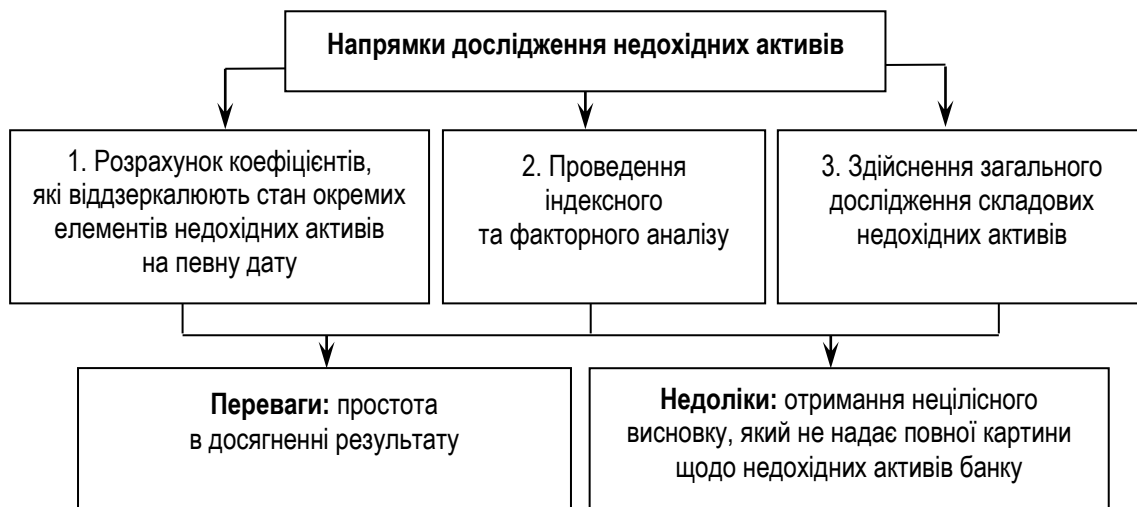 Напрямки дослідження недохідних активів
1. Розрахунок коефіцієнтів,
які віддзеркалюють стан окремих
елементів недохідних активів
на певну дату
2. Проведення
індексного
та факторного аналізу
3. Здійснення загального
дослідження складових
недохідних активів
Переваги: простота
в досягненні результату
Недоліки: отримання нецілісного
висновку, який не надає повної картини
щодо недохідних активів банку